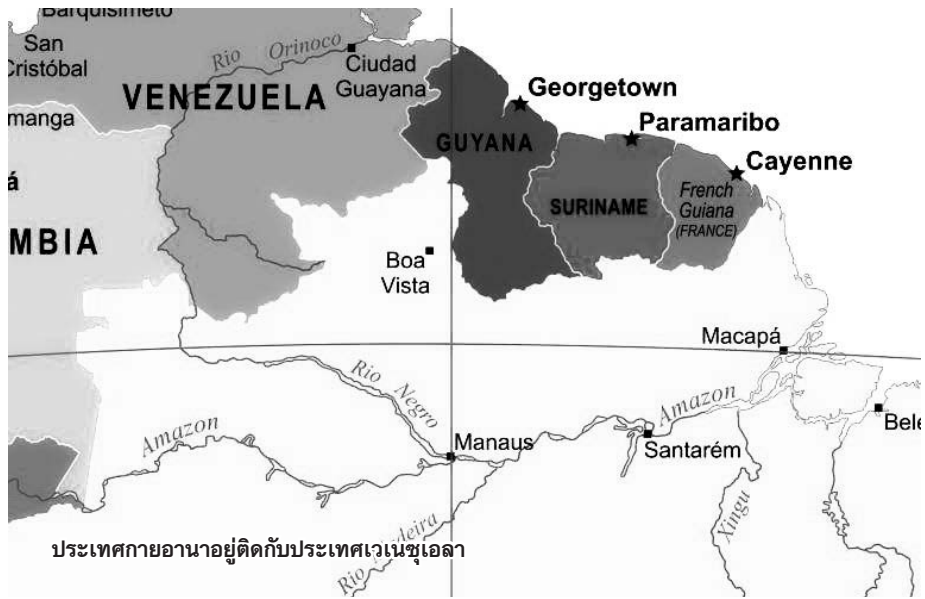 Barquisimeto
San
Cristóbal
Rio Orinoco
Ciudad
Guayana
VENEZUELA
manga
Georgetown
GUYANA
Paramaribo
Cayenne
á
French
Guiana
(FRANCE)
SURINAME
MBIA
Boa
Vista
Macapá
Rio Negro
Amazon
Amazon
Bele
Manaus
Santarém
Xingu
Rio Madeira
ประเทศกายอานาอยู่ติดกับประเทศเวเนซุเอลา